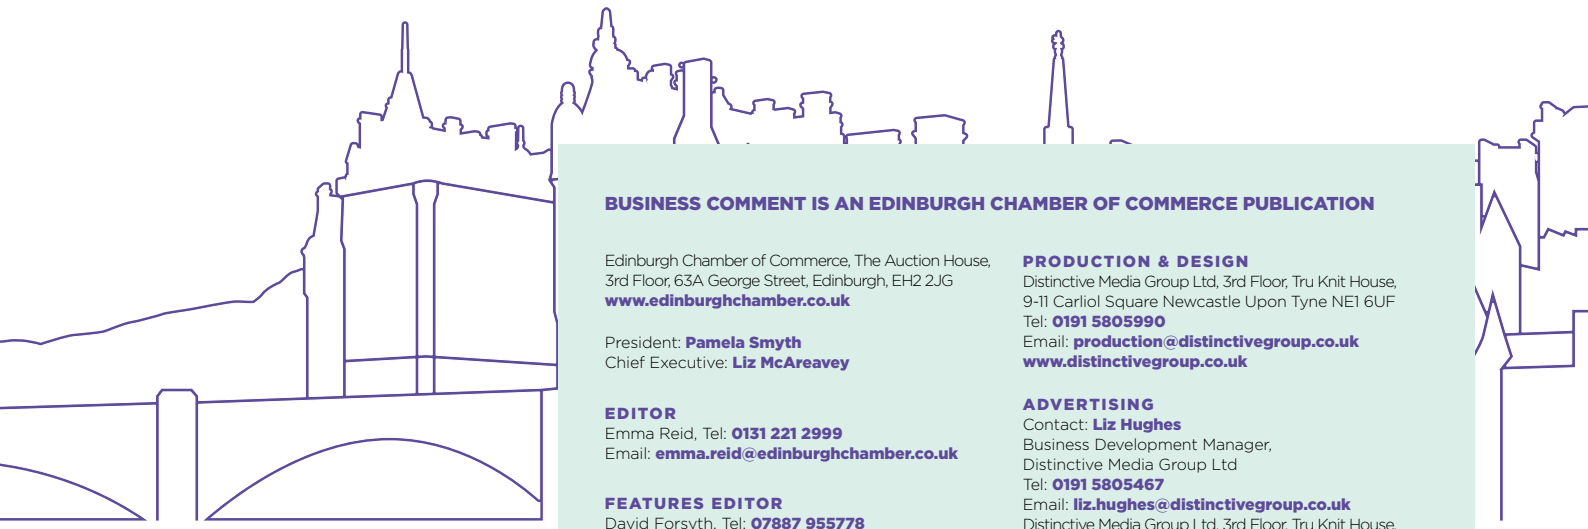 BUSINESS COMMENT IS AN EDINBURGH CHAMBER OF COMMERCE PUBLICATION
Edinburgh Chamber of Commerce, The Auction House,
3rd Floor, 63A George Street, Edinburgh, EH2 2JG
www.edinburghchamber.co.uk
President: Pamela Smyth
Chief Executive: Liz McAreavey
EDITOR
Emma Reid, Tel: 0131 221 2999
Email: emma.reid@edinburghchamber.co.uk
FEATURES EDITOR
David Forsyth, Tel: 07887 955778
PRODUCTION & DESIGN
Distinctive Media Group Ltd, 3rd Floor, Tru Knit House,
9-11 Carliol Square Newcastle Upon Tyne NE1 6UF
Tel: 0191 5805990
Email: production@distinctivegroup.co.uk
www.distinctivegroup.co.uk
ADVERTISING
Contact: Liz Hughes
Business Development Manager,
Distinctive Media Group Ltd
Tel: 0191 5805467
Email: liz.hughes@distinctivegroup.co.uk
Distinctive Media Group Ltd, 3rd Floor, Tru Knit House,